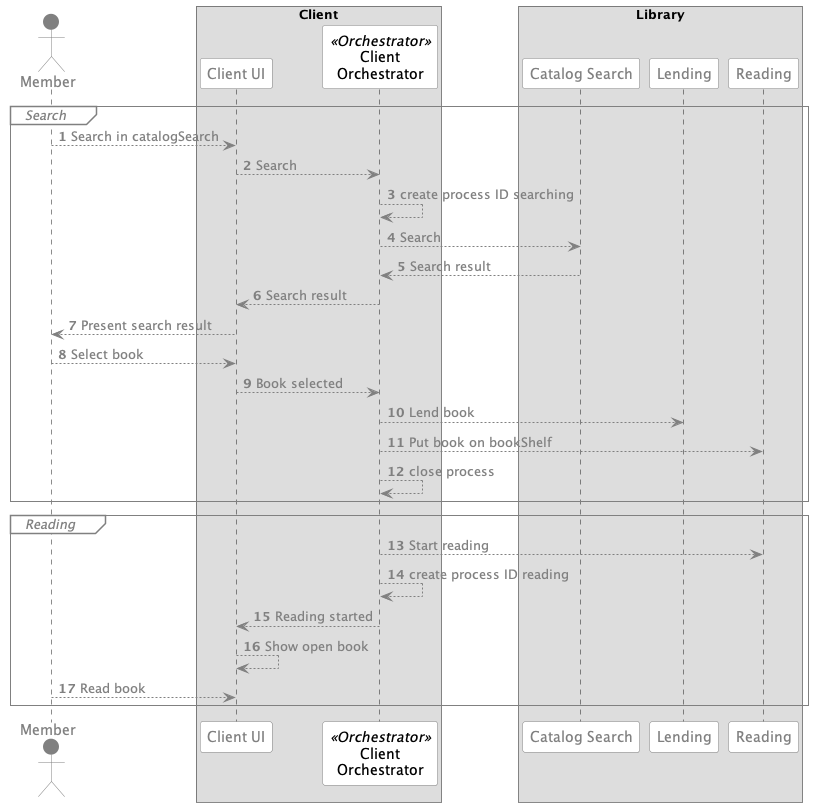 Client
Library
«Orchestrator»
Client
Orchestrator
Member
Client UI
Catalog Search
Lending
Reading
Search
1 Search in catalogSearch
2 Search
3 create process ID searching
4 Search
5 Search result
6 Search result
7 Present search result
8 Select book
9 Book selected
10 Lend book
11 Put book on bookShelf
12 close process
Reading
13 Start reading
14 create process ID reading
15 Reading started
16 Show open book
17 Read book
Member
Client UI
«Orchestrator»
Client
Orchestrator
Catalog Search
Lending
Reading